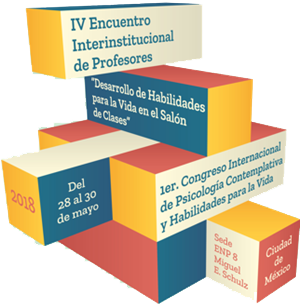 IV Encuentro
Interinstitucional
de Profesores
"Desarrollo de Habilidades
para la Vida en el Salón
de Clases"
1er. Congreso Internacional
de Psicología Contemplativa
y Habilidades para la Vida
2018
Del
28 al 30
de mayo
Sede
ENP 8
Miguel
E. Schulz
Ciudad
de
México